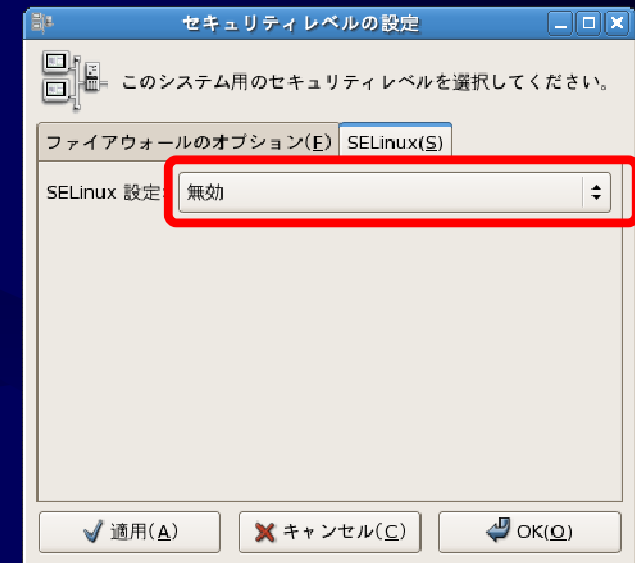 セキュリティレベルの設定
このシステム用のセキュリティレベルを選択してください。
ファイアウォールのオプション(F) SELinux(S)
SELinux 設定: 無効
適用(A) キャンセル(C) OK(O)